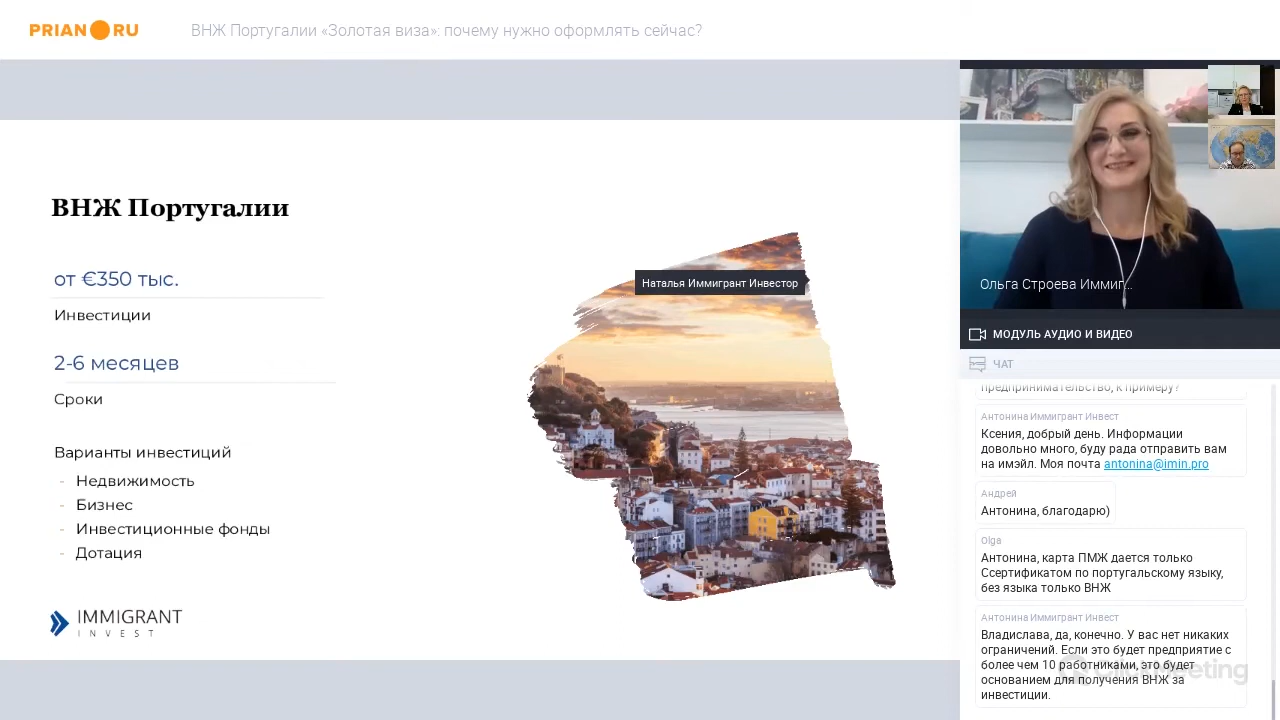 PRIAN RU
ВНЖ Португалии «Золотая виза»: почему нужно оформлять сейчас?
ВНЖ Португалии
от €350 тыс.
Инвестиции
2-6 месяцев
Сроки
Варианты инвестиций
- Недвижимость
- Бизнес
- Инвестиционные фонды
- Дотация
IMMIGRANT
INVEST
Наталья Иммигрант Инвестор
Ольга Строева Иммиг...
МОДУЛЬ АУДИО И ВИДЕО
ЧАТ
предпринимательство, к примеру?
Антонина Иммигрант Инвест
Ксения, добрый день. Информации
довольно много, буду рада отправить вам
на имэйл. Моя почта antonina@imin.pro
Андрей
Антонина, благодарю)
Olga
Антонина, карта ПМЖ дается только
Ссертификатом по португальскому языку,
без языка только ВНЖ
Антонина Иммигрант Инвест
Владислава, да, конечно. У вас нет никаких
ограничений. Если это будет предприятие с
более чем 10 работниками, это будет
основанием для получения ВНЖ за
инвестиции.